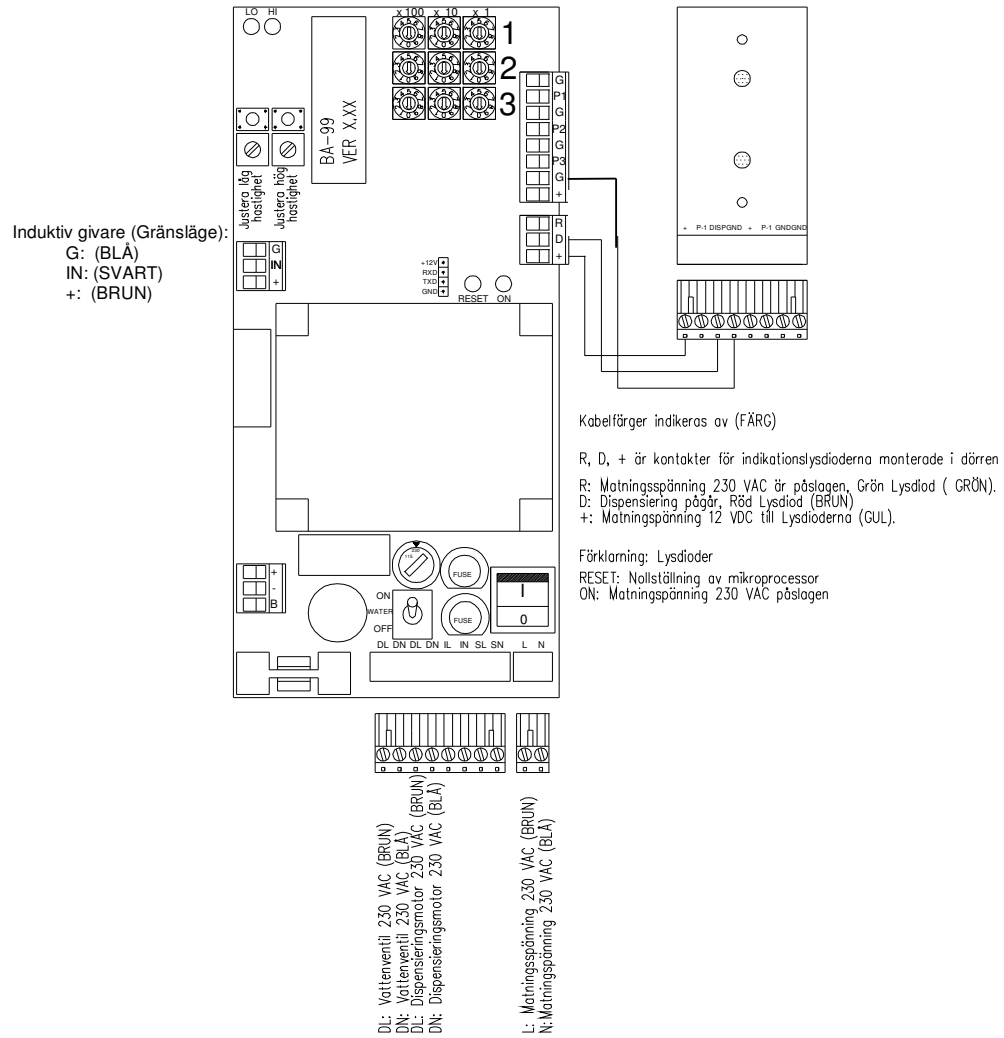 LO HI
x 100 x 10 x 1
1
2
3
BA-99
VER X.XX
Justera låg
hastighet
Justera hög
hastighet
G
P1
G
P2
G
P3
G
+
R
D
+
+ P-1 DISPGND + P-1 GNDGND
Induktiv givare (Gränsläge):
G: (BLÅ)
IN: (SVART)
+: (BRUN)
G
IN
+
+12V
RXD
TXD
GND
RESET ON
Kabelfärger indikeras av (FÄRG)
R, D, + är kontakter för indikationslysdioderna monterade i dörren
R: Matningsspänning 230 VAC är påslagen, Grön Lysdiod ( GRÖN).
D: Dispensiering pågår, Röd Lysdiod (BRUN)
+: Matningspänning 12 VDC till Lysdioderna (GUL).
Förklarning: Lysdioder
RESET: Nollställning av mikroprocessor
ON: Matningspänning 230 VAC påslagen
+
-
B
230
115
FUSE
FUSE
ON
WATER
OFF
I
0
DL DN DL DN IL IN SL SN L N
DL: Vattenventil 230 VAC (BRUN)
DN: Vattenventil 230 VAC (BLÅ)
DL: Dispensieringsmotor 230 VAC (BRUN)
DN: Dispensieringsmotor 230 VAC (BLÅ)
L: Matningsspänning 230 VAC (BRUN)
N: Matningspänning 230 VAC (BLÅ)